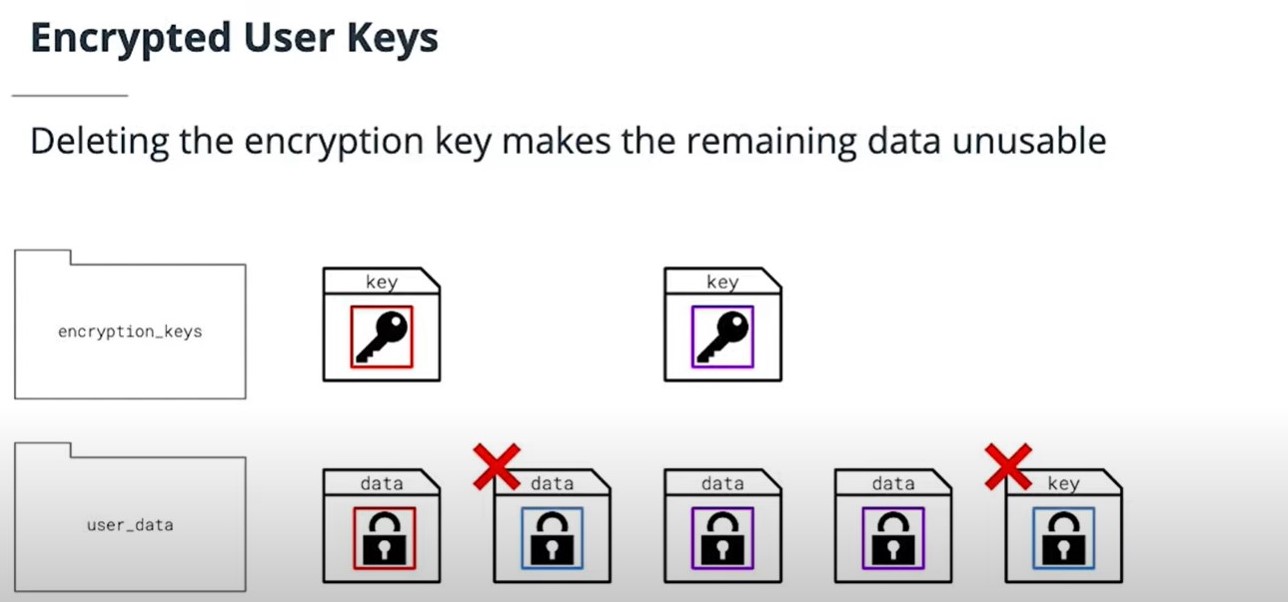 Encrypted User Keys
Deleting the encryption key makes the remaining data unusable
key
key
encryption_keys
data
data
data
data
key
user_data